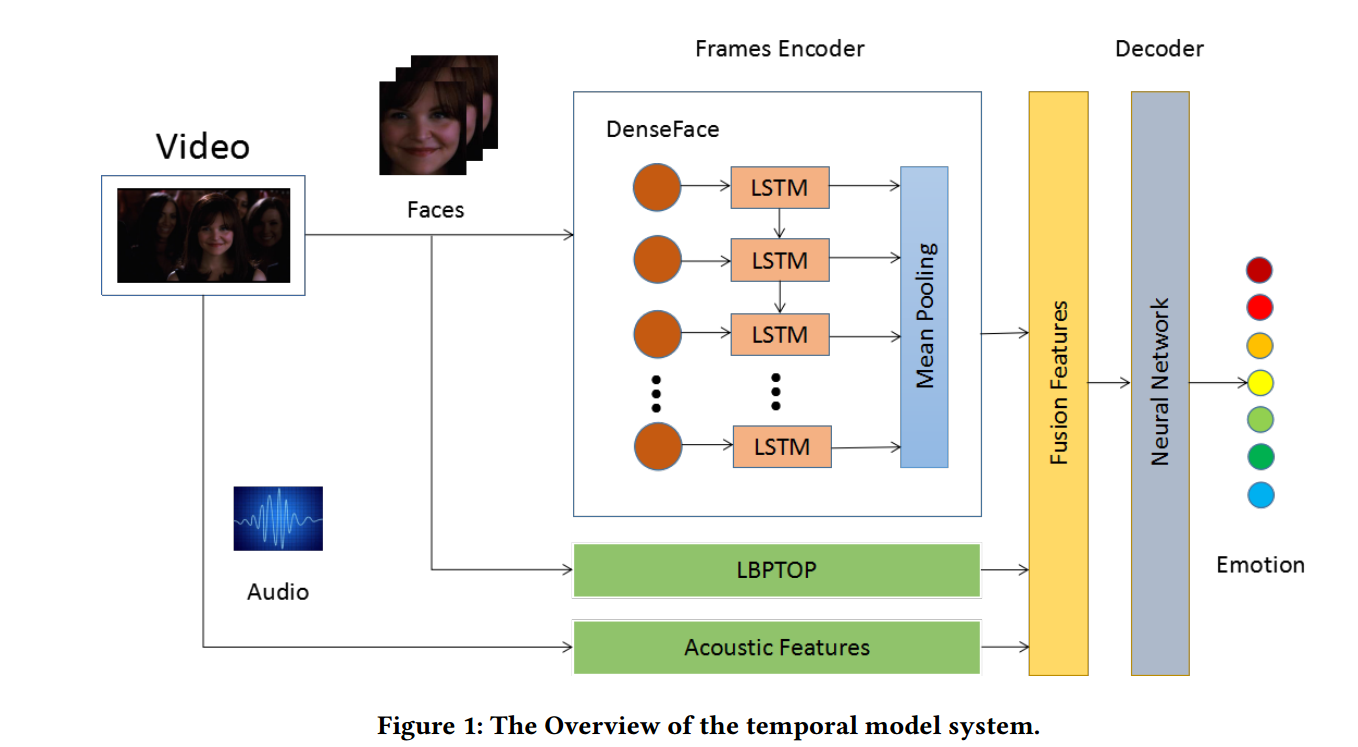 Frames Encoder
Decoder
Video
Faces
DenseFace
LSTM
LSTM
LSTM
LSTM
Mean Pooling
Fusion Features
Neural Network
Audio
LBPTOP
Emotion
Acoustic Features
Figure 1: The Overview of the temporal model system.